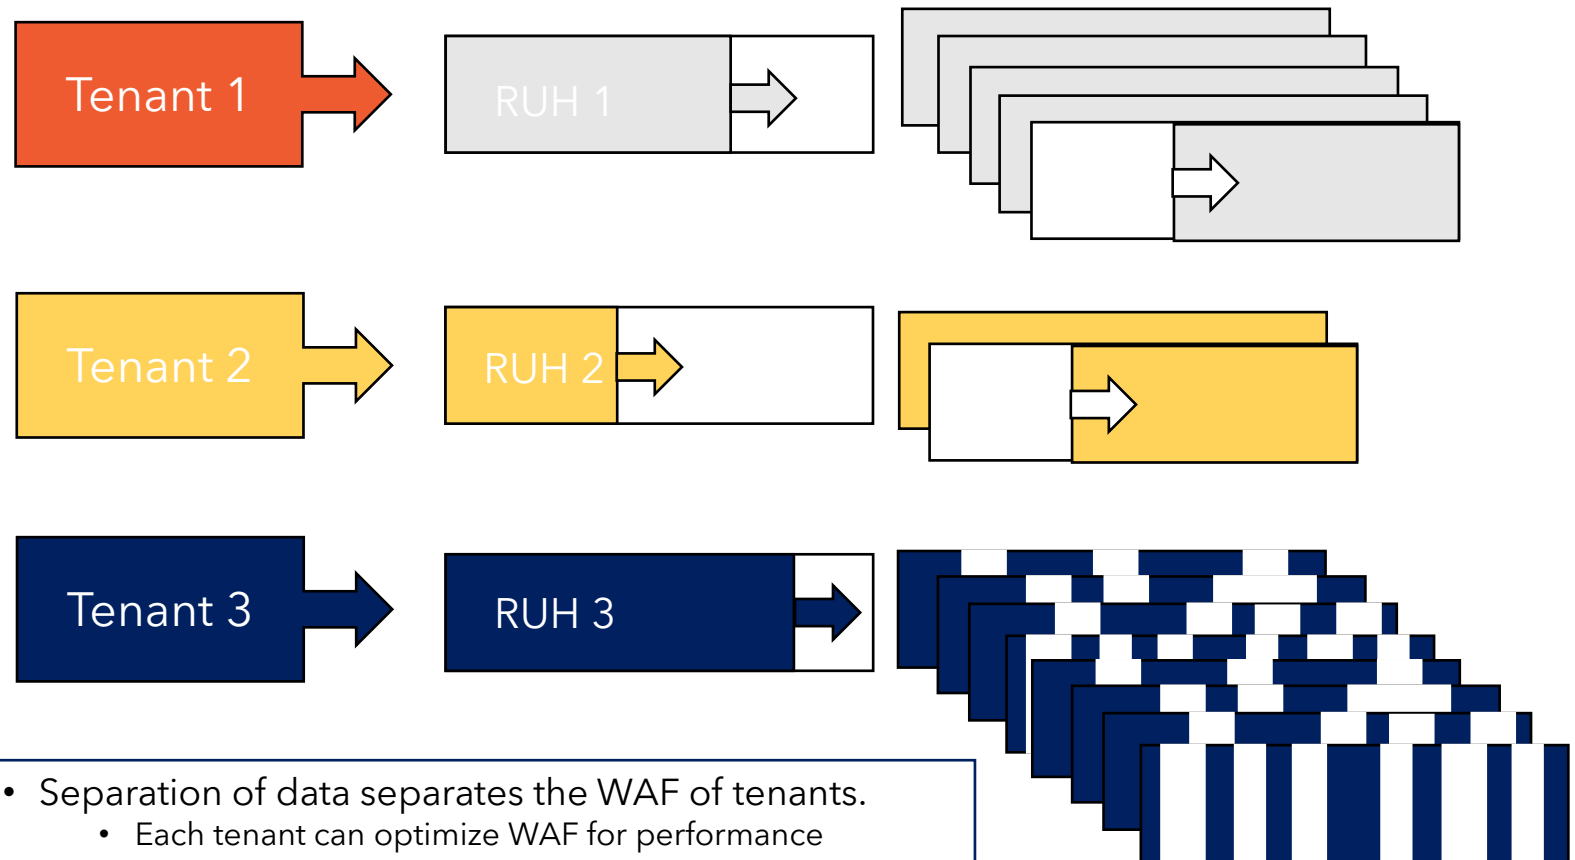 Tenant 1
RUH 1
Tenant 2
RUH 2
Tenant 3
RUH 3
• Separation of data separates the WAF of tenants.
• Each tenant can optimize WAF for performance